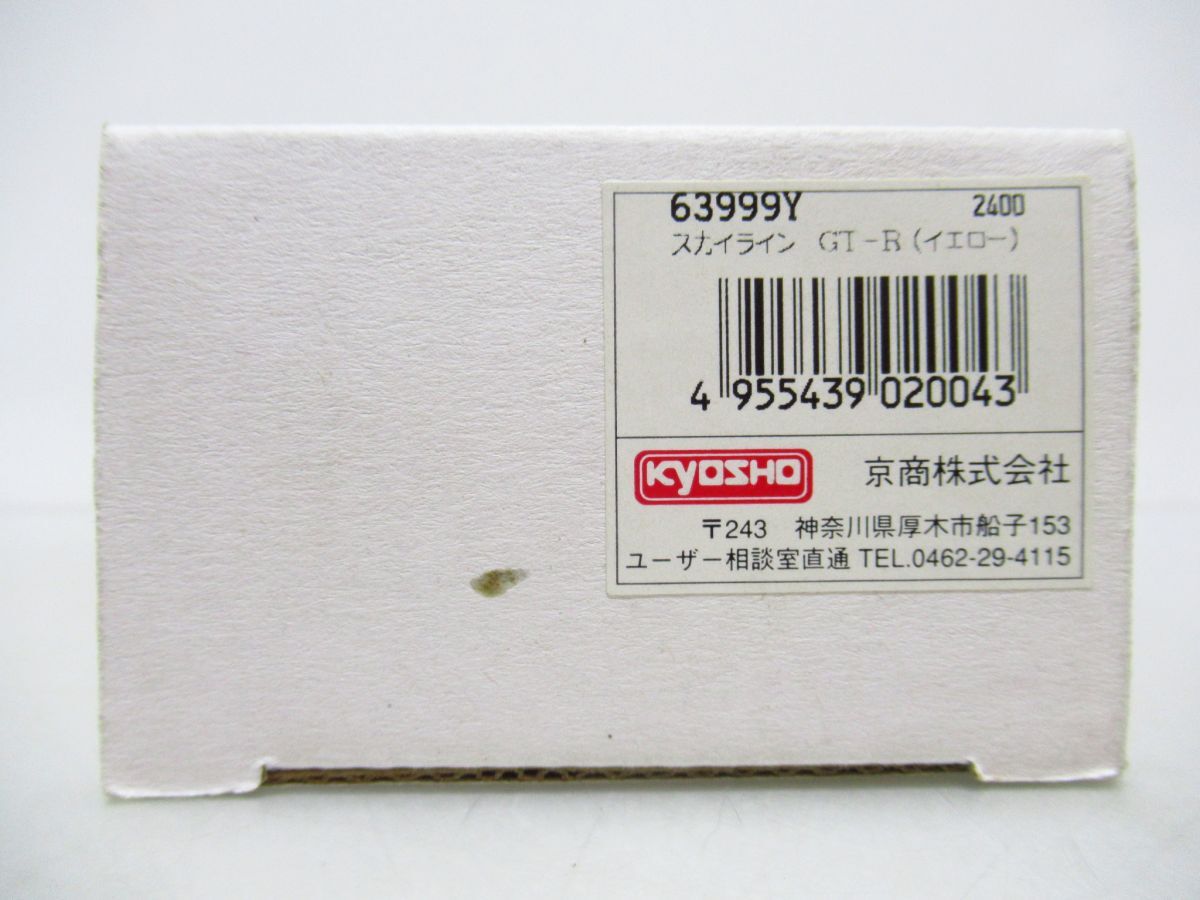 63999Y 2400
スカイライン GT-R(イエロー)
4 955439 020043
KYOSHO 京商株式会社
〒243 神奈川県厚木市船子153
ユーザー相談室直通 TEL.0462-29-4115